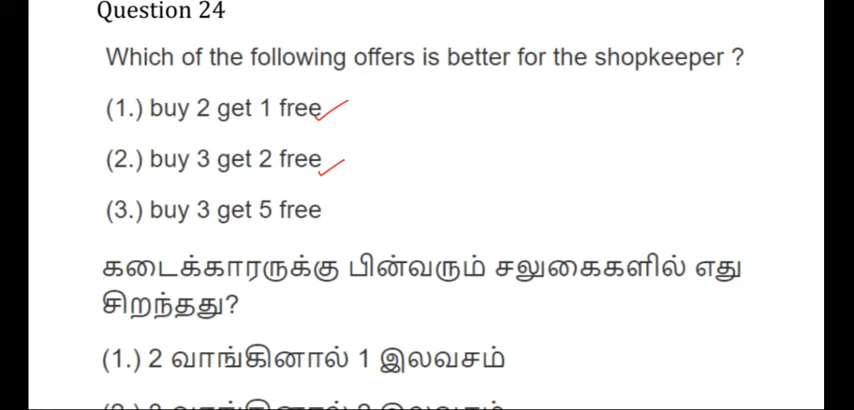 Question 24
Which of the following offers is better for the shopkeeper ?
(1.) buy 2 get 1 free
(2.) buy 3 get 2 free
(3.) buy 3 get 5 free
கடைக்காரருக்கு பின்வரும் சலுகைகளில் எது
சிறந்தது?
(1.) 2 வாங்கினால் 1 இலவசம்